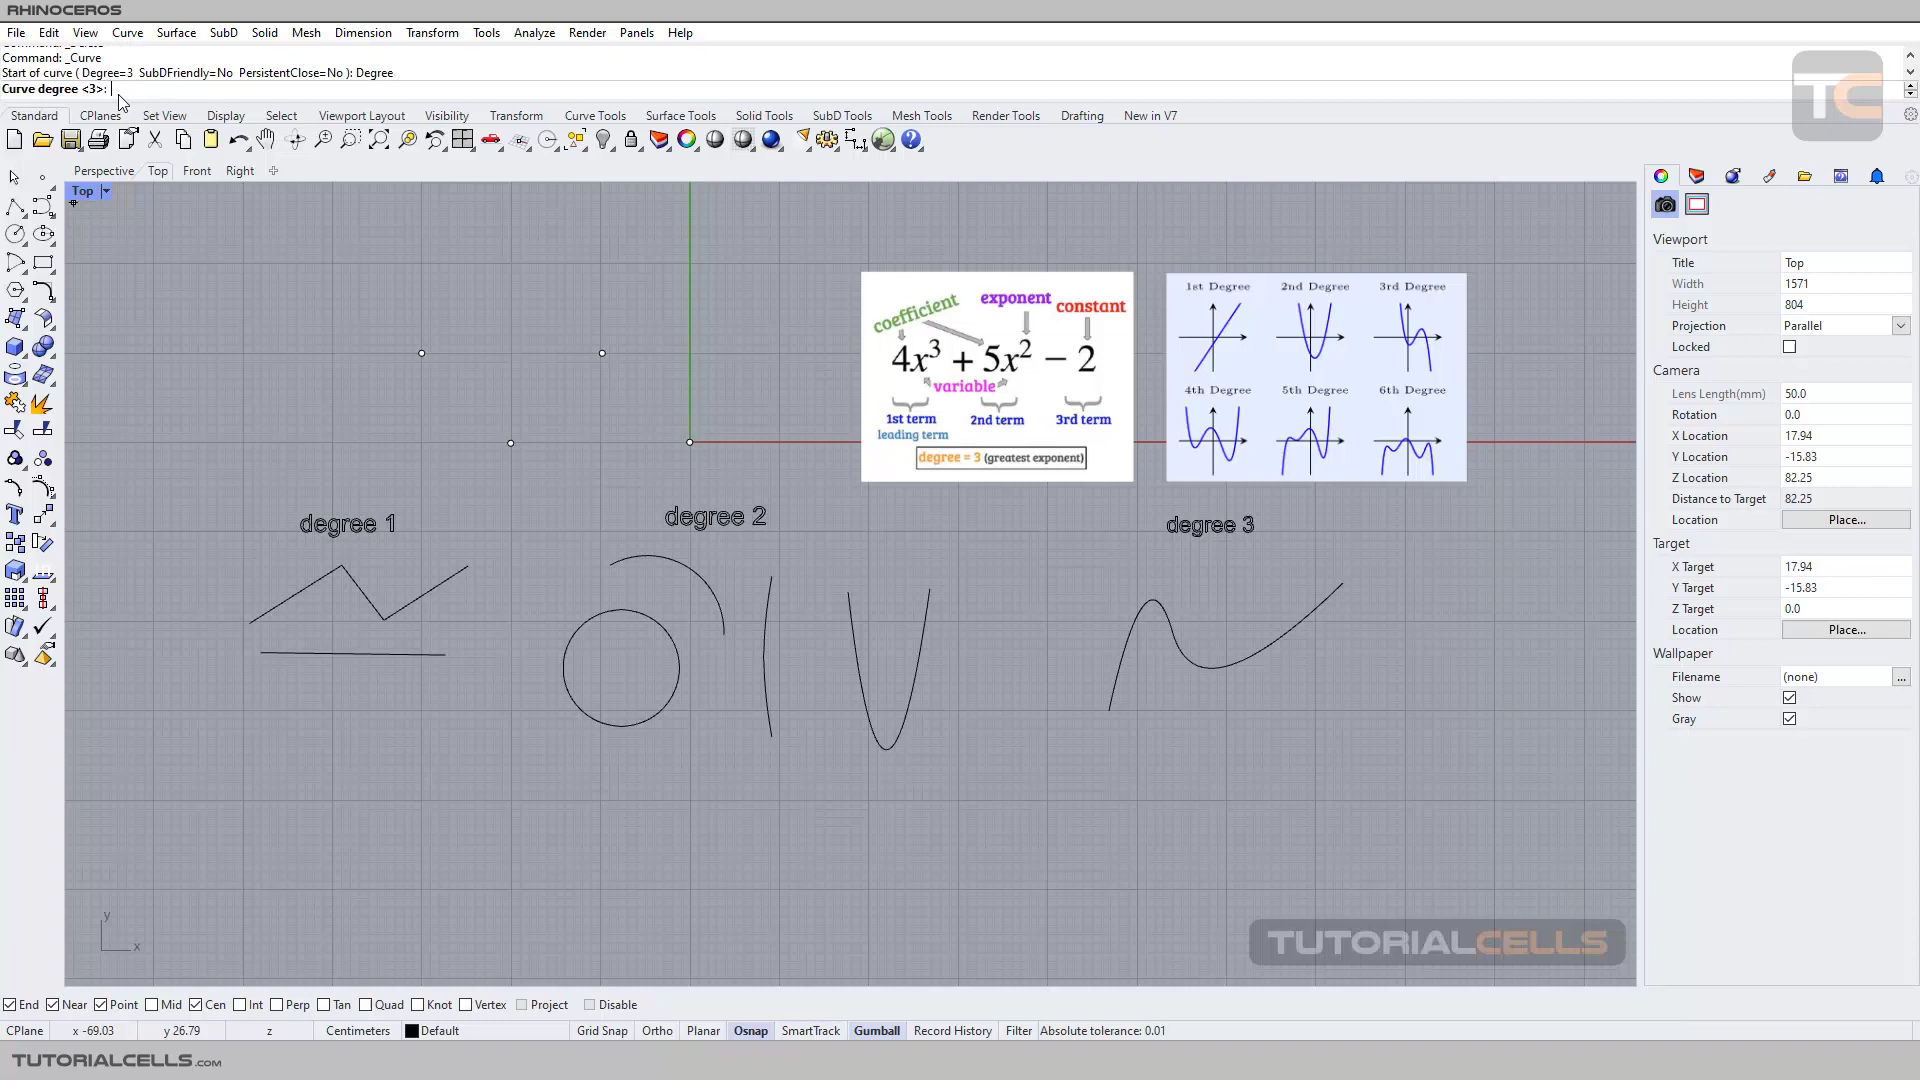 RHINOCEROS
File Edit View Curve Surface SubD Solid Mesh Dimension Transform Tools Analyze Render Panels Help
Command: _Curve
Start of curve ( Degree=3 SubDFriendly=No PersistentClose=No ): Degree
Curve degree <3>:
TC
Standard CPlanes Set View Display Select Viewport Layout Visibility Transform Curve Tools Surface Tools Solid Tools SubD Tools Mesh Tools Render Tools Drafting New in V7
Perspective Top Front Right
Top
Viewport
Title Top
Width 1571
Height 804
Projection Parallel
Locked
Camera
Lens Length(mm) 50.0
Rotation 0.0
X Location 17.94
Y Location -15.83
Z Location 82.25
Distance to Target 82.25
Location Place...
Target
X Target 17.94
Y Target -15.83
Z Target 0.0
Location Place...
Wallpaper
Filename (none) ...
Show
Gray
coefficient exponent constant
4x³ + 5x² − 2
variable
1st term 2nd term 3rd term
leading term
degree = 3 (greatest exponent)
1st Degree 2nd Degree 3rd Degree
4th Degree 5th Degree 6th Degree
degree 1 degree 2 degree 3
y
x
TUTORIALCELLS
End Near Point Mid Cen Int Perp Tan Quad Knot Vertex Project Disable
CPlane x -69.03 y 26.79 z Centimeters Default Grid Snap Ortho Planar Osnap SmartTrack Gumball Record History Filter Absolute tolerance: 0.01
TUTORIALCELLS.COM